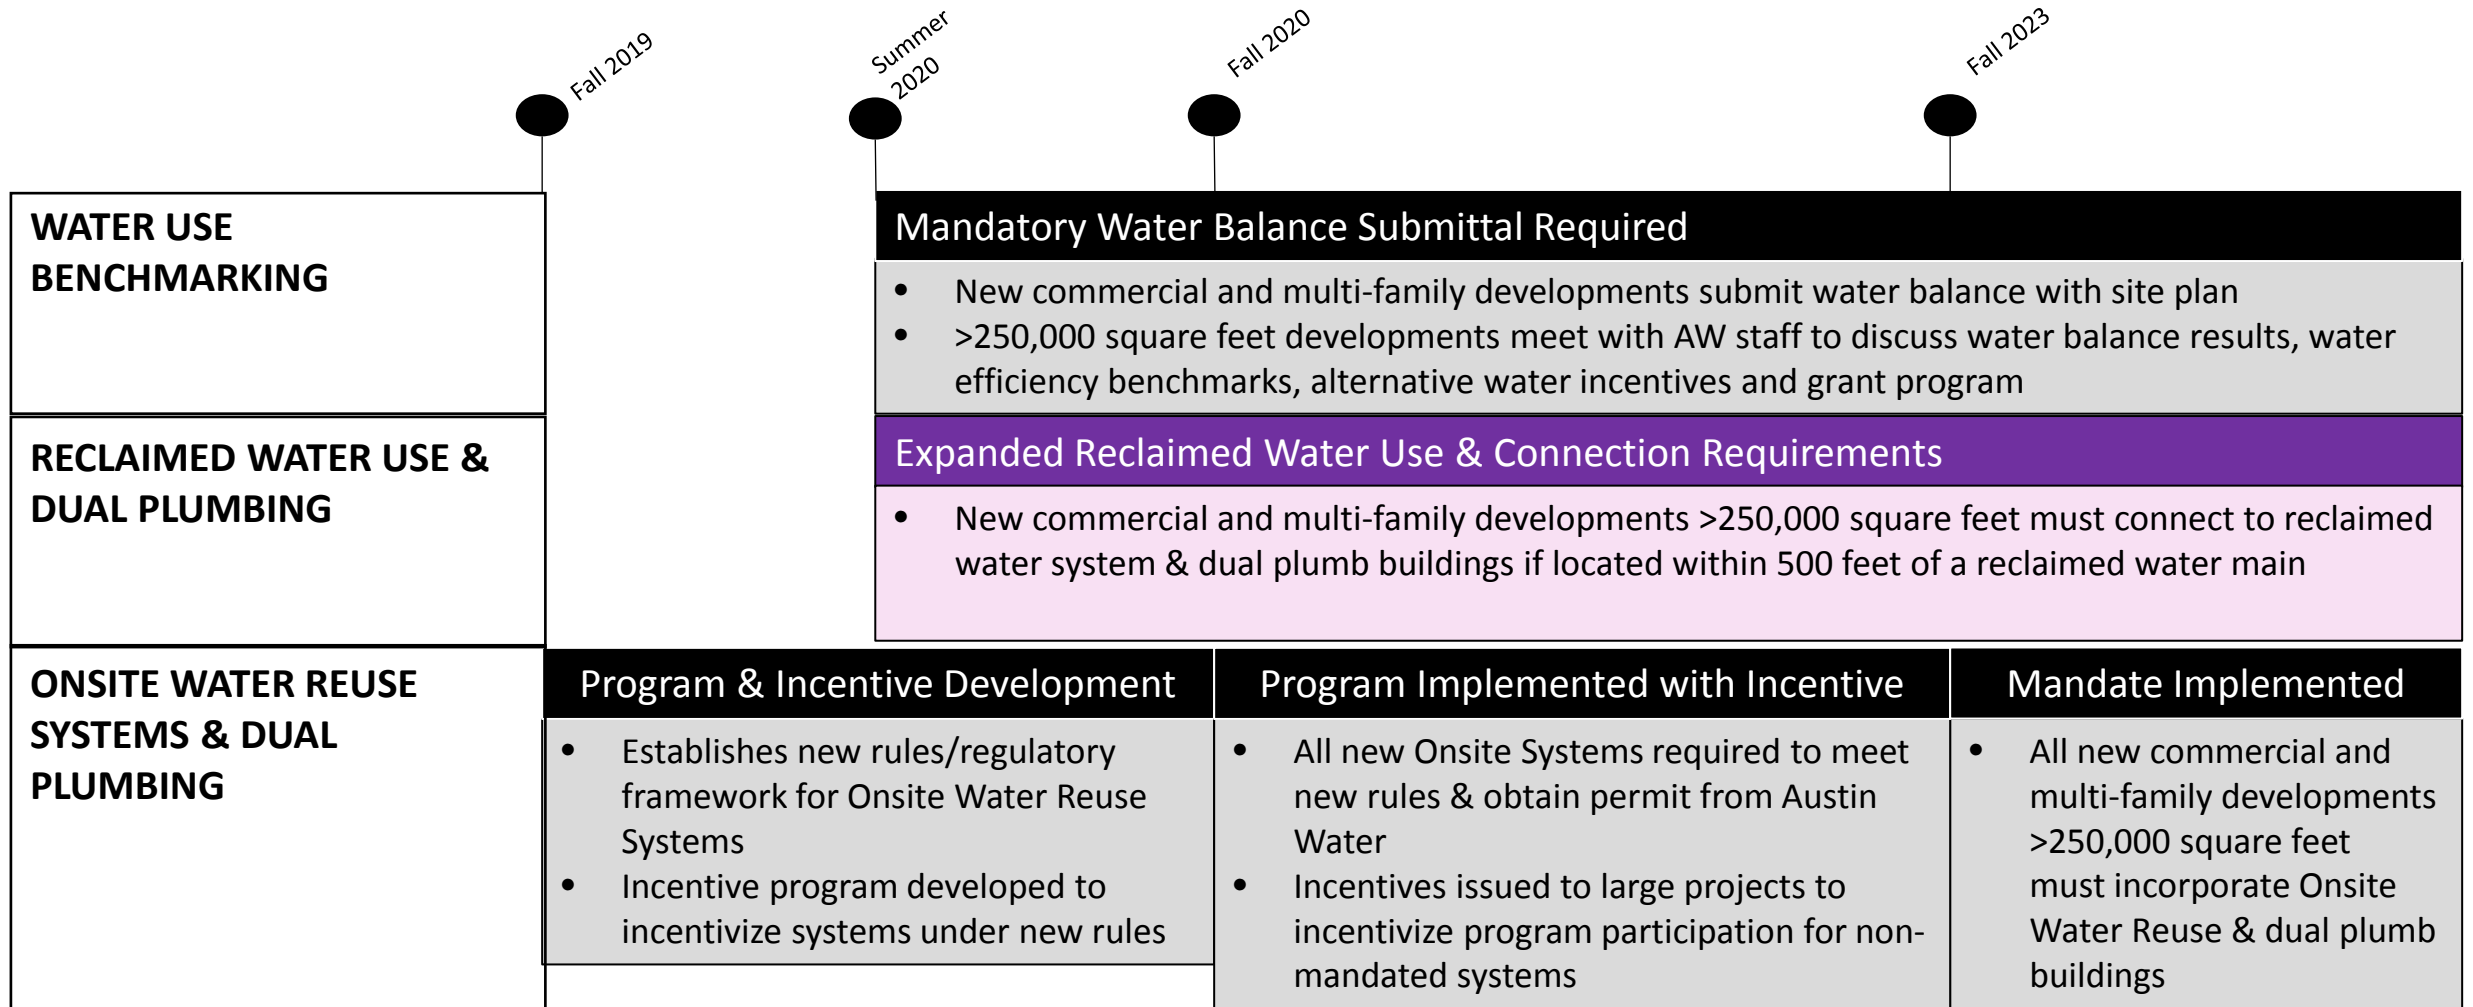 Fall 2019
Summer
2020
Fall 2020
Fall 2023
WATER USE
BENCHMARKING
Mandatory Water Balance Submittal Required
• New commercial and multi-family developments submit water balance with site plan
• >250,000 square feet developments meet with AW staff to discuss water balance results, water
efficiency benchmarks, alternative water incentives and grant program
RECLAIMED WATER USE &
DUAL PLUMBING
Expanded Reclaimed Water Use & Connection Requirements
• New commercial and multi-family developments >250,000 square feet must connect to reclaimed
water system & dual plumb buildings if located within 500 feet of a reclaimed water main
ONSITE WATER REUSE
SYSTEMS & DUAL
PLUMBING
Program & Incentive Development
• Establishes new rules/regulatory
framework for Onsite Water Reuse
Systems
• Incentive program developed to
incentivize systems under new rules
Program Implemented with Incentive
• All new Onsite Systems required to meet
new rules & obtain permit from Austin
Water
• Incentives issued to large projects to
incentivize program participation for non-
mandated systems
Mandate Implemented
• All new commercial and
multi-family developments
>250,000 square feet
must incorporate Onsite
Water Reuse & dual plumb
buildings